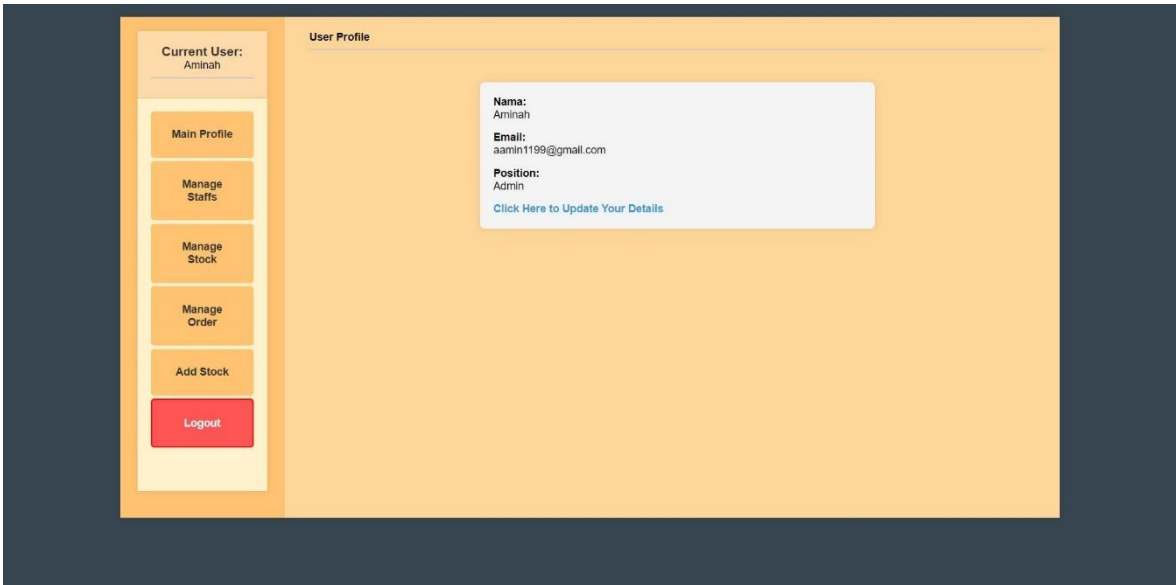 Current User:
Aminah
Main Profile
Manage
Staffs
Manage
Stock
Manage
Order
Add Stock
Logout
User Profile
Nama:
Aminah
Email:
aamin1199@gmail.com
Position:
Admin
Click Here to Update Your Details